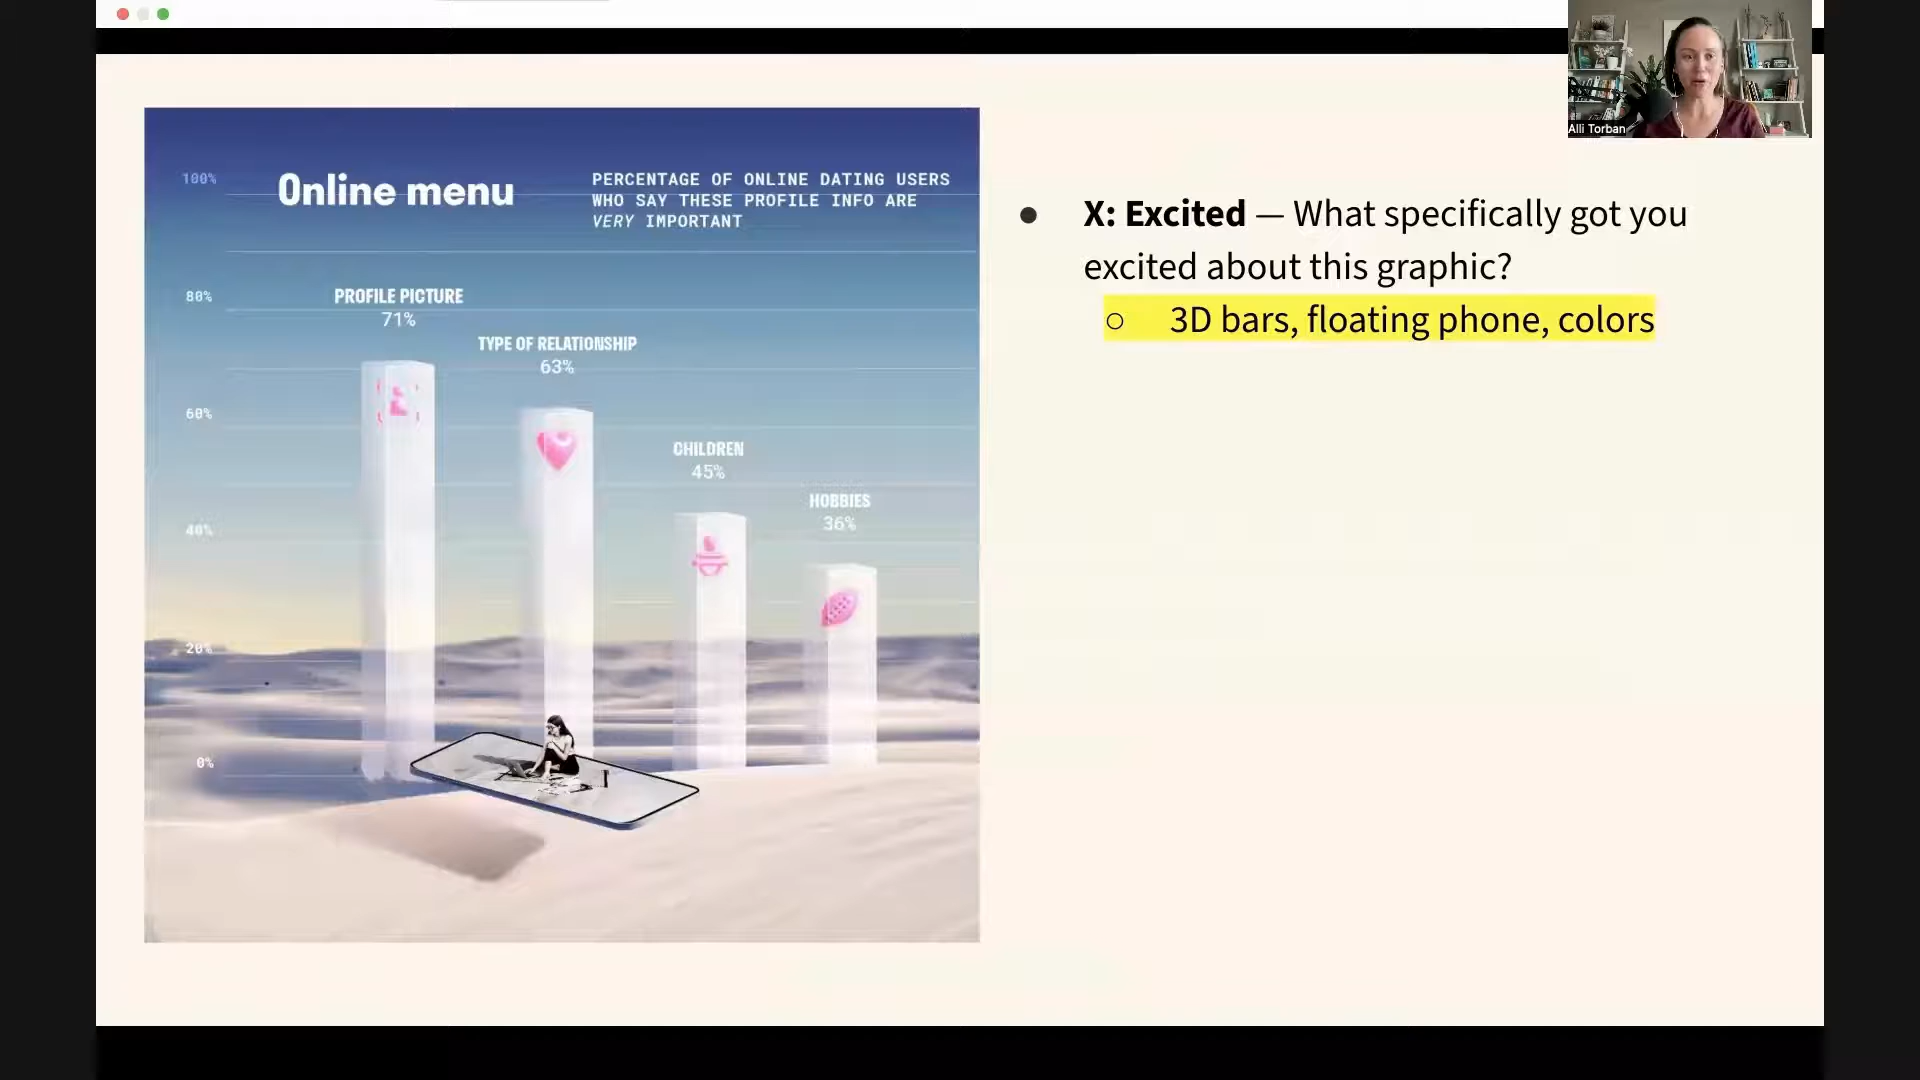 Alli Torban
100%
Online menu
PERCENTAGE OF ONLINE DATING USERS
WHO SAY THESE PROFILE INFO ARE
VERY IMPORTANT
80%
PROFILE PICTURE
71%
TYPE OF RELATIONSHIP
63%
60%
CHILDREN
45%
HOBBIES
36%
40%
20%
0%
● X: Excited — What specifically got you
excited about this graphic?
○ 3D bars, floating phone, colors